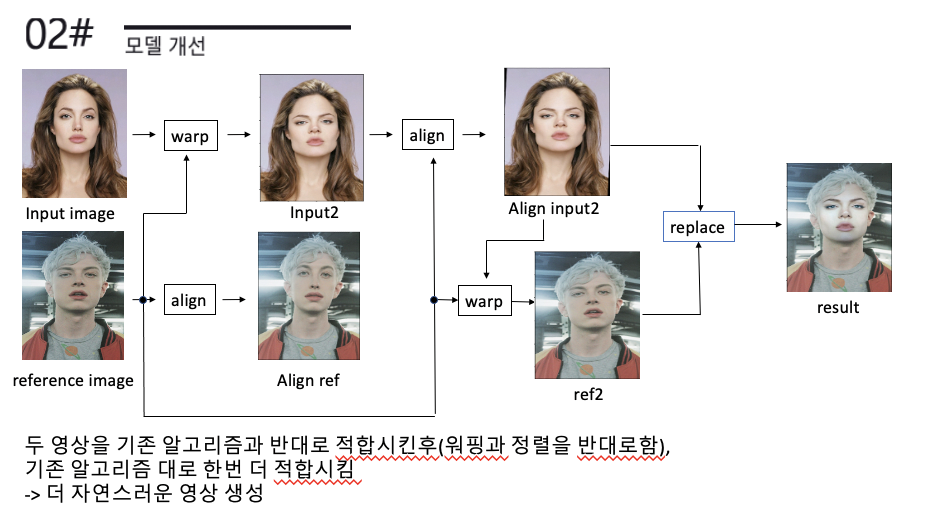 02#
모델 개선
warp
align
Input image
Input2
Align input2
replace
align
warp
result
reference image
Align ref
ref2
두 영상을 기존 알고리즘과 반대로 적합시킨후(워핑과 정렬을 반대로함),
기존 알고리즘 대로 한번 더 적합시킴
-> 더 자연스러운 영상 생성